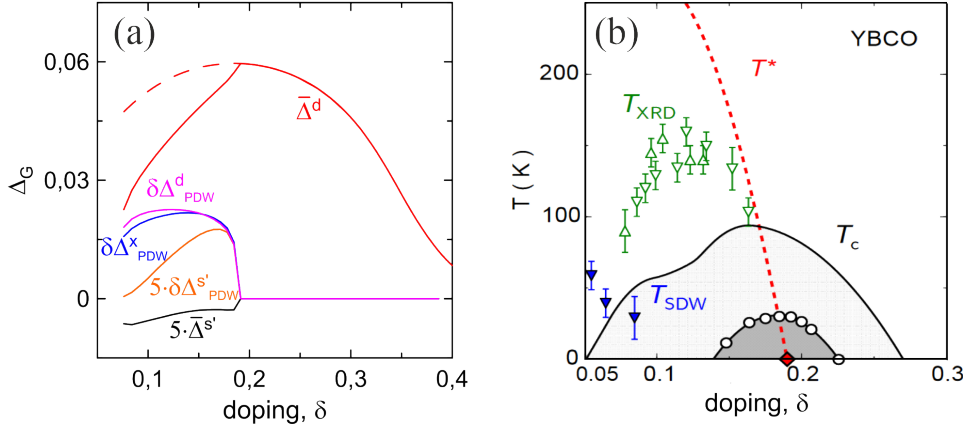 (a)
0,06
0,03
0
Δ_G
Δ̅^d
δΔ^d_PDW
δΔ^x_PDW
5·δΔ^s'_PDW
5·Δ̅^s'
0,1
0,2
0,3
0,4
doping, δ
(b)
YBCO
T*
T_XRD
T_c
T_SDW
200
100
0
T ( K )
0.05
0.1
0.2
0.3
doping, δ